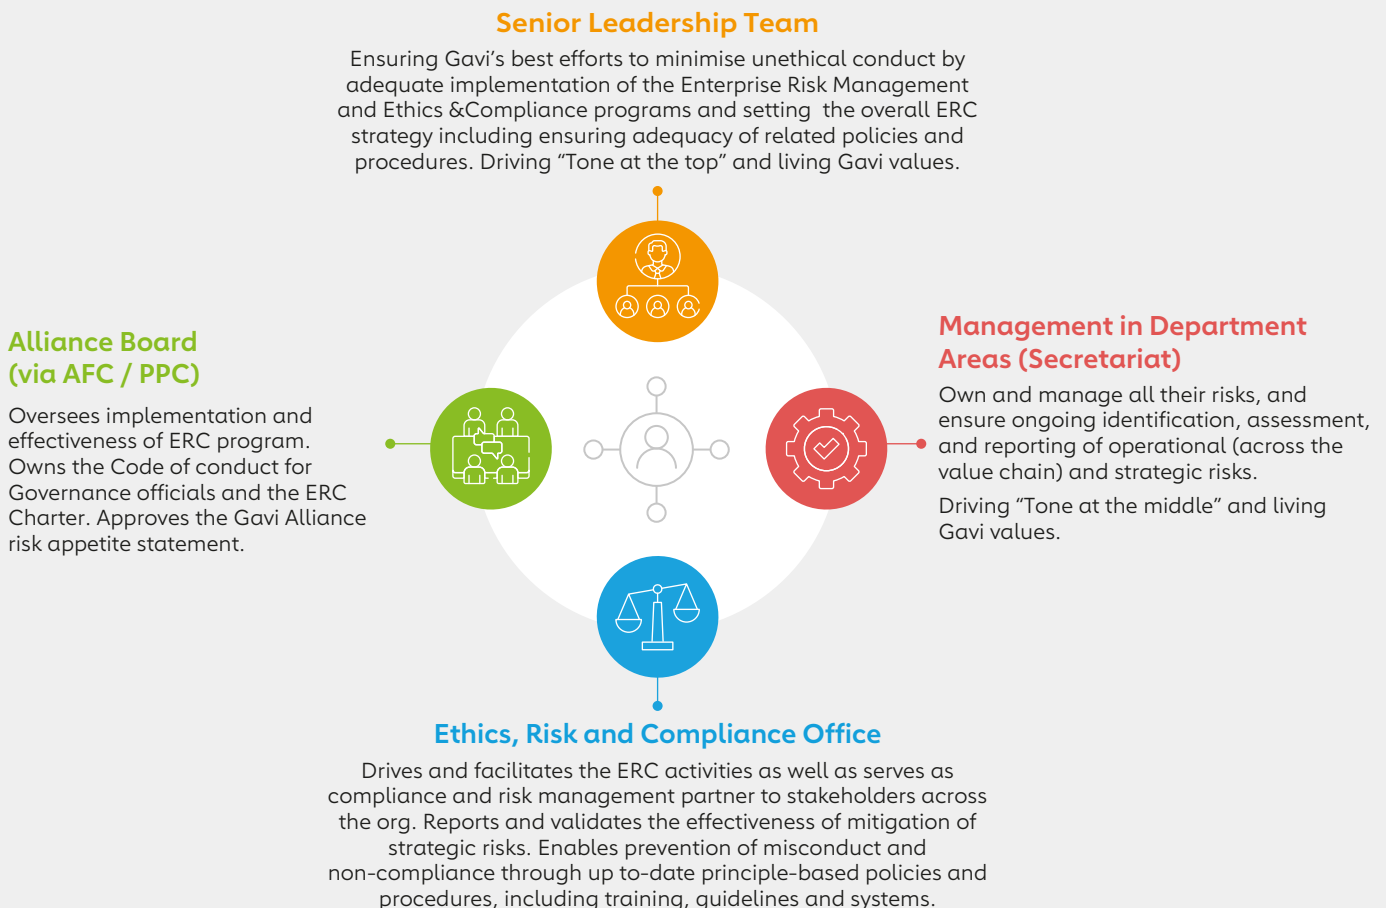 Senior Leadership Team
Ensuring Gavi’s best efforts to minimise unethical conduct by
adequate implementation of the Enterprise Risk Management
and Ethics &Compliance programs and setting  the overall ERC
strategy including ensuring adequacy of related policies and
procedures. Driving “Tone at the top” and living Gavi values.
Alliance Board
(via AFC / PPC)
Oversees implementation and
effectiveness of ERC program.
Owns the Code of conduct for
Governance officials and the ERC
Charter. Approves the Gavi Alliance
risk appetite statement.
Management in Department
Areas (Secretariat)
Own and manage all their risks, and
ensure ongoing identification, assessment,
and reporting of operational (across the
value chain) and strategic risks.
Driving “Tone at the middle” and living
Gavi values.
Ethics, Risk and Compliance Office
Drives and facilitates the ERC activities as well as serves as
compliance and risk management partner to stakeholders across
the org. Reports and validates the effectiveness of mitigation of
strategic risks. Enables prevention of misconduct and
non-compliance through up to-date principle-based policies and
procedures, including training, guidelines and systems.